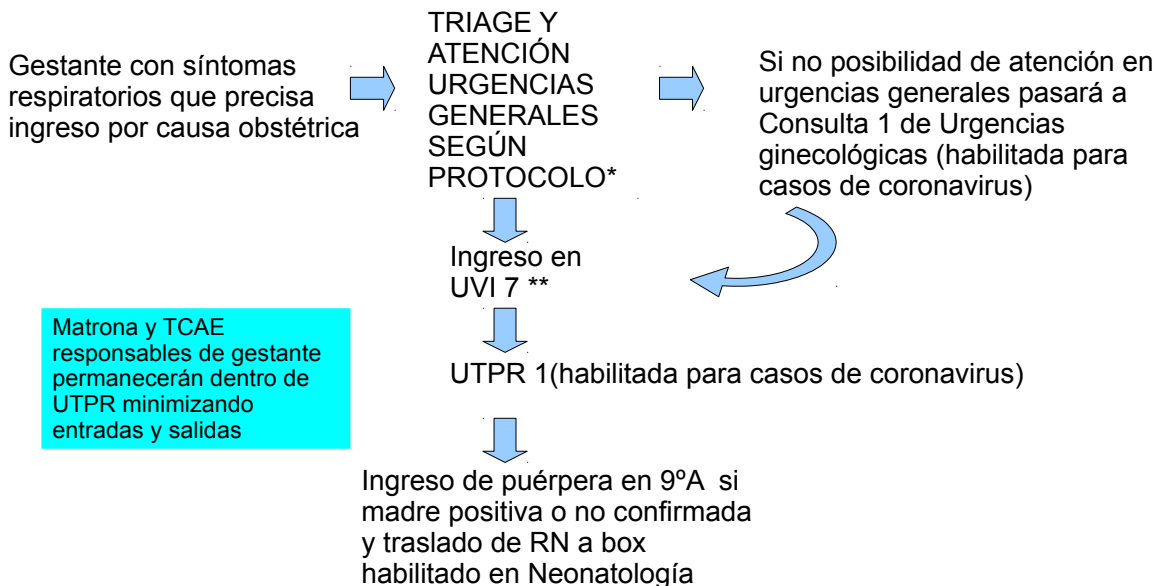 Gestante con síntomas
respiratorios que precisa
ingreso por causa obstétrica
TRIAGE Y
ATENCIÓN
URGENCIAS
GENERALES
SEGÚN
PROTOCOLO*
Si no posibilidad de atención en
urgencias generales pasará a
Consulta 1 de Urgencias
ginecológicas (habilitada para
casos de coronavirus)
Ingreso en
UVI 7 **
Matrona y TCAE
responsables de gestante
permanecerán dentro de
UTPR minimizando
entradas y salidas
UTPR 1(habilitada para casos de coronavirus)
Ingreso de puérpera en 9ºA si
madre positiva o no confirmada
y traslado de RN a box
habilitado en Neonatología